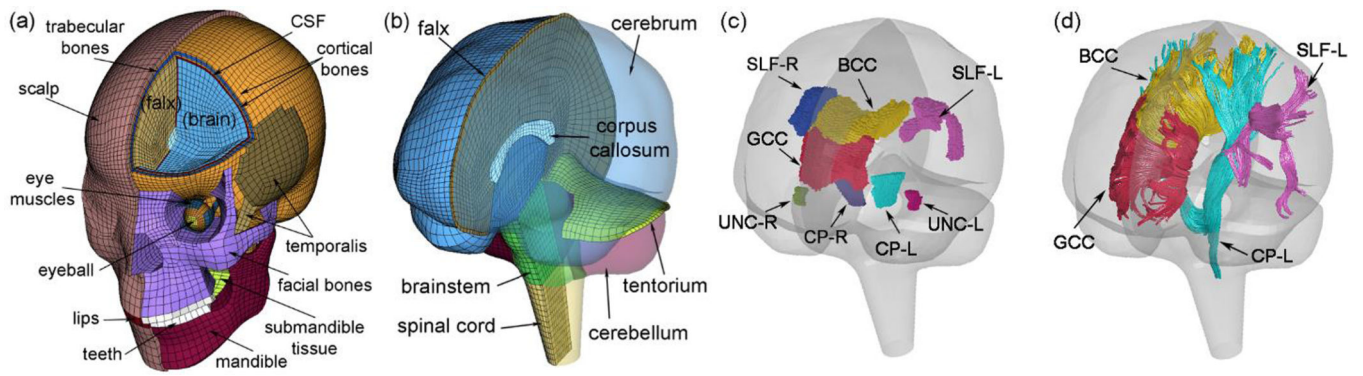 (a)
trabecular
bones
CSF
cortical
bones
scalp
(falx)
(brain)
eye
muscles
eyeball
temporalis
facial bones
lips
teeth
submandible
tissue
mandible
(b)
falx
cerebrum
corpus
callosum
brainstem
tentorium
spinal cord
cerebellum
(c)
SLF-R
BCC
SLF-L
GCC
UNC-R
CP-R
CP-L
UNC-L
(d)
BCC
SLF-L
GCC
CP-L